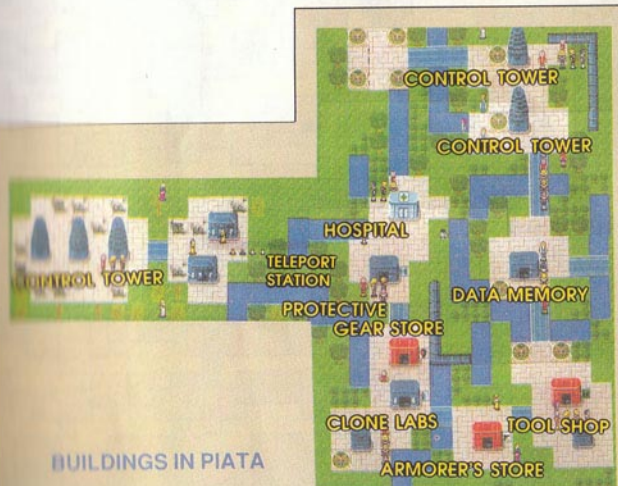 CONTROL TOWER
CONTROL TOWER
HOSPITAL
CONTROL TOWER
TELEPORT
STATION
DATA MEMORY
PROTECTIVE
GEAR STORE
CLONE LABS
TOOL SHOP
ARMORER'S STORE
BUILDINGS IN PIATA